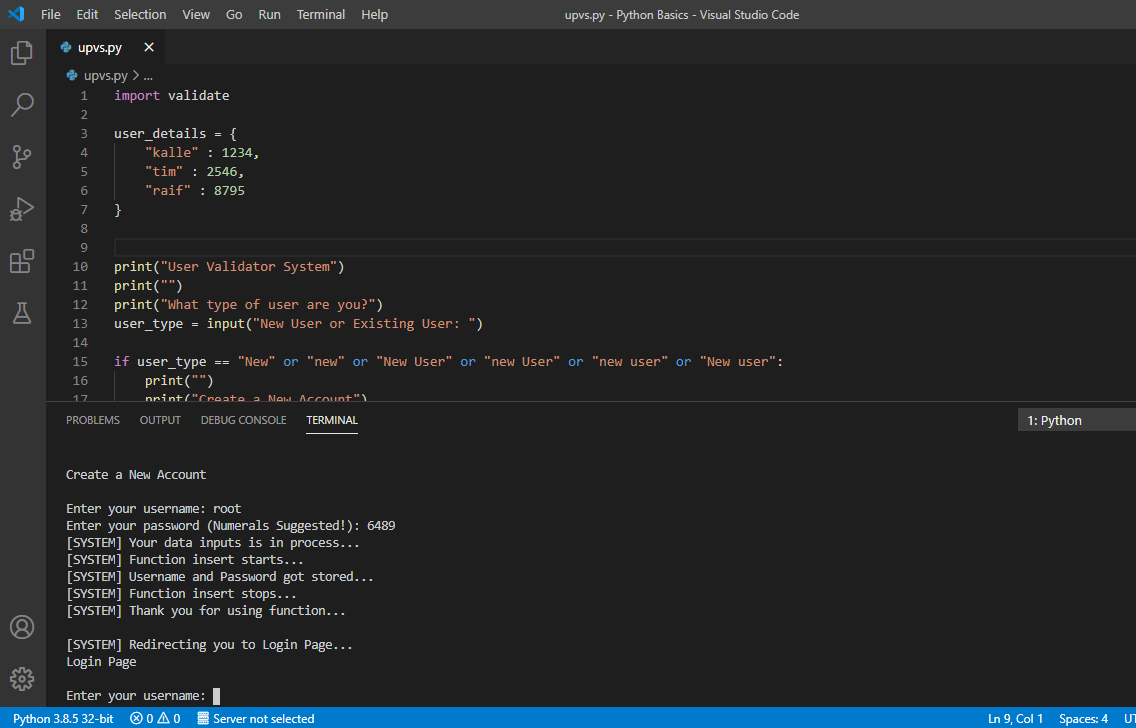 File Edit Selection View Go Run Terminal Help
upvs.py - Python Basics - Visual Studio Code
upvs.py
upvs.py > ...
1 import validate
2
3 user_details = {
4 "kalle" : 1234,
5 "tim" : 2546,
6 "raif" : 8795
7 }
8
9
10 print("User Validator System")
11 print("")
12 print("What type of user are you?")
13 user_type = input("New User or Existing User: ")
14
15 if user_type == "New" or "new" or "New User" or "new User" or "new user" or "New user":
16 print("")
17 print("Create a New Account")
PROBLEMS OUTPUT DEBUG CONSOLE TERMINAL
1: Python
Create a New Account
Enter your username: root
Enter your password (Numerals Suggested!): 6489
[SYSTEM] Your data inputs is in process...
[SYSTEM] Function insert starts...
[SYSTEM] Username and Password got stored...
[SYSTEM] Function insert stops...
[SYSTEM] Thank you for using function...
[SYSTEM] Redirecting you to Login Page...
Login Page
Enter your username:
Python 3.8.5 32-bit 0 0 Server not selected Ln 9, Col 1 Spaces: 4 UT